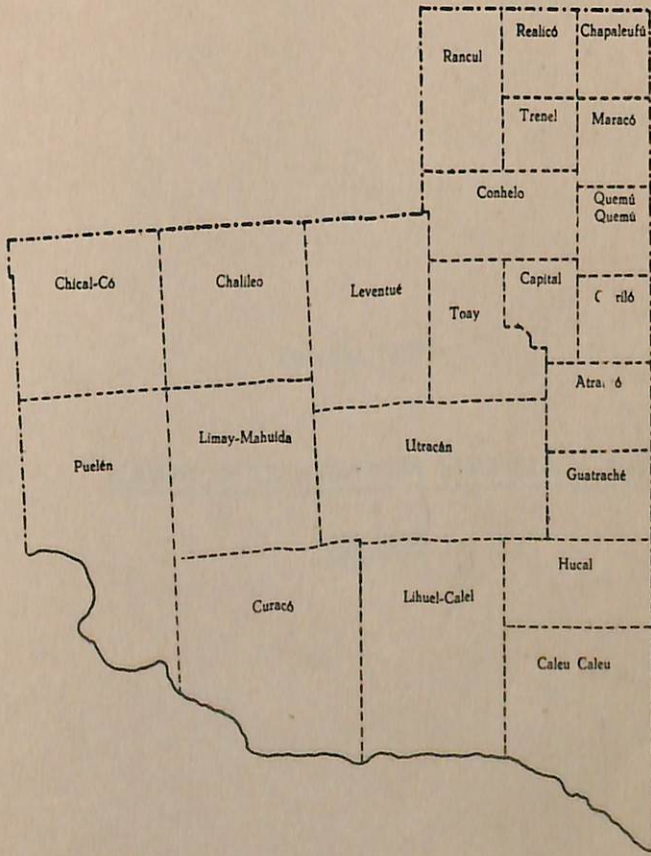 Realicó
Chapaleufú
Rancul
Trenel
Maracó
Conhelo
Quemú
Quemú
Chical-Có
Chalileo
Leventué
Toay
Capital
Limay-Mahuida
Utracán
Puelén
Guatraché
Hucal
Curacó
Lihuel-Calel
Caleu Caleu